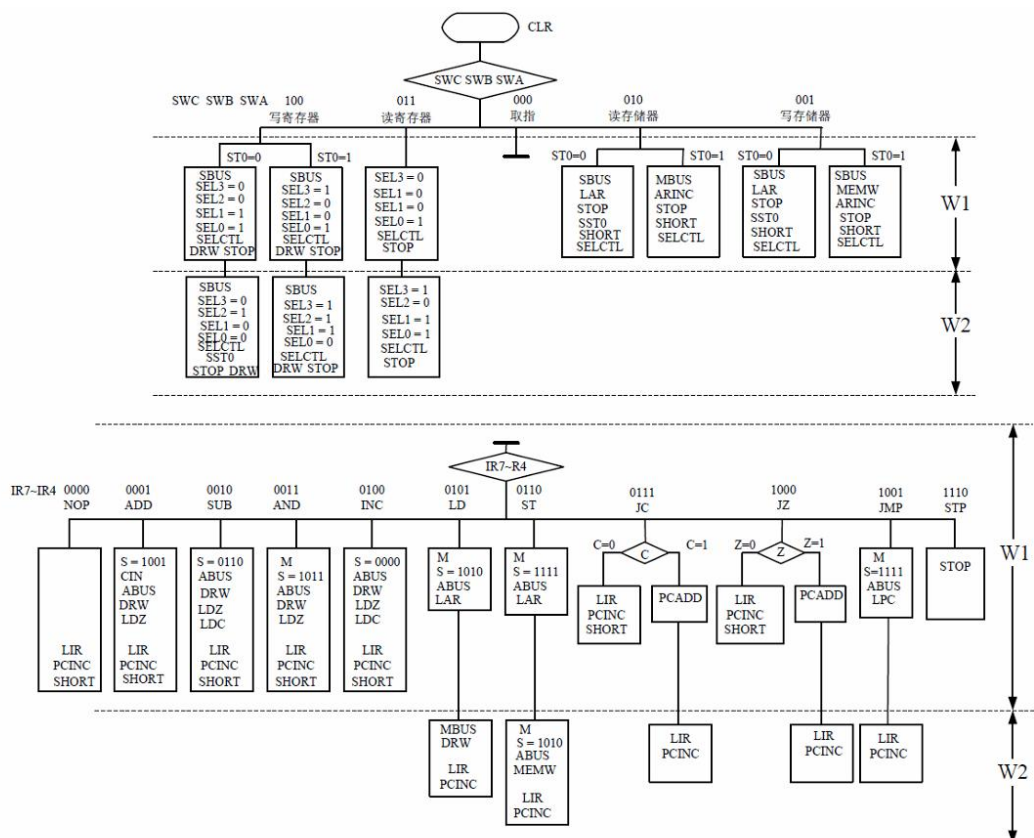 CLR
SWC SWB SWA
SWC SWB SWA 100 011 000 010 001
写寄存器 读寄存器 取指 读存储器 写存储器
ST0=0 ST0=1 ST0=0 ST0=1 ST0=0 ST0=1
SBUS
SEL3 = 0
SEL2 = 0
SEL1 = 1
SEL0 = 1
SELCTL
DRW STOP
SBUS
SEL3 = 1
SEL2 = 0
SEL1 = 0
SEL0 = 1
SELCTL
DRW STOP
SEL3 = 0
SEL1 = 0
SEL1 = 0
SEL0 = 1
SELCTL
STOP
SBUS
LAR
STOP
SST0
SHORT
SELCTL
MBUS
ARINC
STOP
SHORT
SELCTL
SBUS
LAR
STOP
SST0
SHORT
SELCTL
SBUS
MEMW
ARINC
STOP
SHORT
SELCTL
W1
SBUS
SEL3 = 0
SEL2 = 1
SEL1 = 0
SEL0 = 0
SELCTL
SST0
STOP DRW
SBUS
SEL3 = 1
SEL2 = 1
SEL1 = 1
SEL0 = 0
SELCTL
DRW STOP
SEL3 = 1
SEL2 = 0
SEL1 = 1
SEL0 = 1
SELCTL
STOP
W2
IR7~R4
IR7~IR4 0000 0001 0010 0011 0100 0101 0110 0111 1000 1001 1110
NOP ADD SUB AND INC LD ST JC JZ JMP STP
LIR
PCINC
SHORT
S = 1001
CIN
ABUS
DRW
LDZ
LIR
PCINC
SHORT
S = 0110
ABUS
DRW
LDZ
LDC
LIR
PCINC
SHORT
M
S = 1011
ABUS
DRW
LDZ
LIR
PCINC
SHORT
S = 0000
ABUS
DRW
LDZ
LDC
LIR
PCINC
SHORT
M
S = 1010
ABUS
LAR
M
S = 1111
ABUS
LAR
C=0 C C=1
LIR
PCINC
SHORT
PCADD
Z=0 Z Z=1
LIR
PCINC
SHORT
PCADD
M
S=1111
ABUS
LPC
STOP
W1
MBUS
DRW
LIR
PCINC
M
S = 1010
ABUS
MEMW
LIR
PCINC
LIR
PCINC
LIR
PCINC
LIR
PCINC
W2